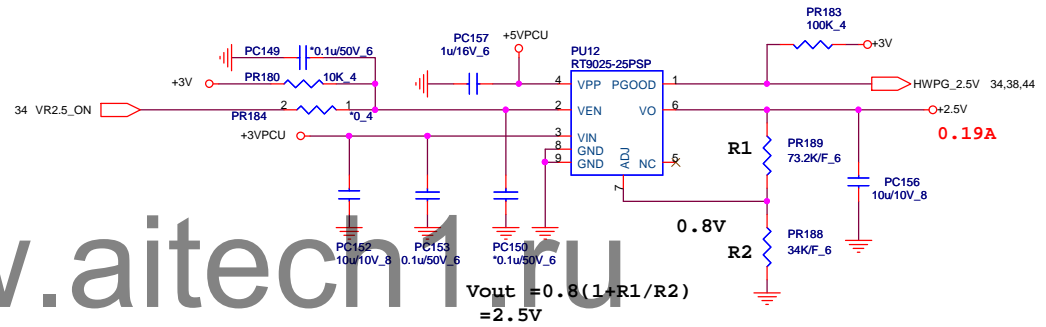 PR183
100K_4
+3V
PC149
*0.1u/50V_6
PC157
1u/16V_6
+5VPCU
PU12
RT9025-25PSP
+3V
PR180
10K_4
4
VPP
PGOOD
1
HWPG_2.5V 34,38,44
34 VR2.5_ON
2
1
PR184
*0_4
2
VEN
VO
6
+2.5V
0.19A
+3VPCU
3
VIN
8
GND
9
GND
ADJ
NC
5
7
R1
PR189
73.2K/F_6
PC156
10u/10V_8
0.8V
R2
PR188
34K/F_6
PC152
10u/10V_8
PC153
0.1u/50V_6
PC150
*0.1u/50V_6
w.aitech1.ru
Vout =0.8(1+R1/R2)
=2.5V